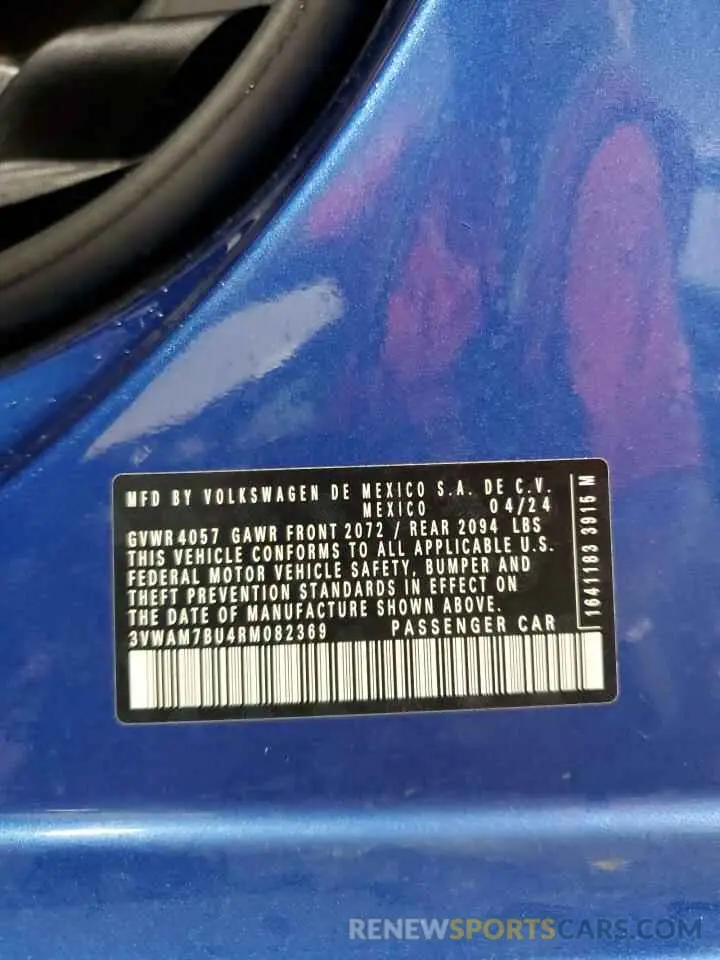 MFD BY VOLKSWAGEN DE MEXICO S.A. DE C.V.
MEXICO 04/24
GVWR 4057 GAWR FRONT 2072 / REAR 2094 LBS
THIS VEHICLE CONFORMS TO ALL APPLICABLE U.S.
FEDERAL MOTOR VEHICLE SAFETY, BUMPER AND
THEFT PREVENTION STANDARDS IN EFFECT ON
THE DATE OF MANUFACTURE SHOWN ABOVE.
3VWAM7BU4RM082369 PASSENGER CAR
1641183 3915 M
RENEWSPORTSCARS.COM